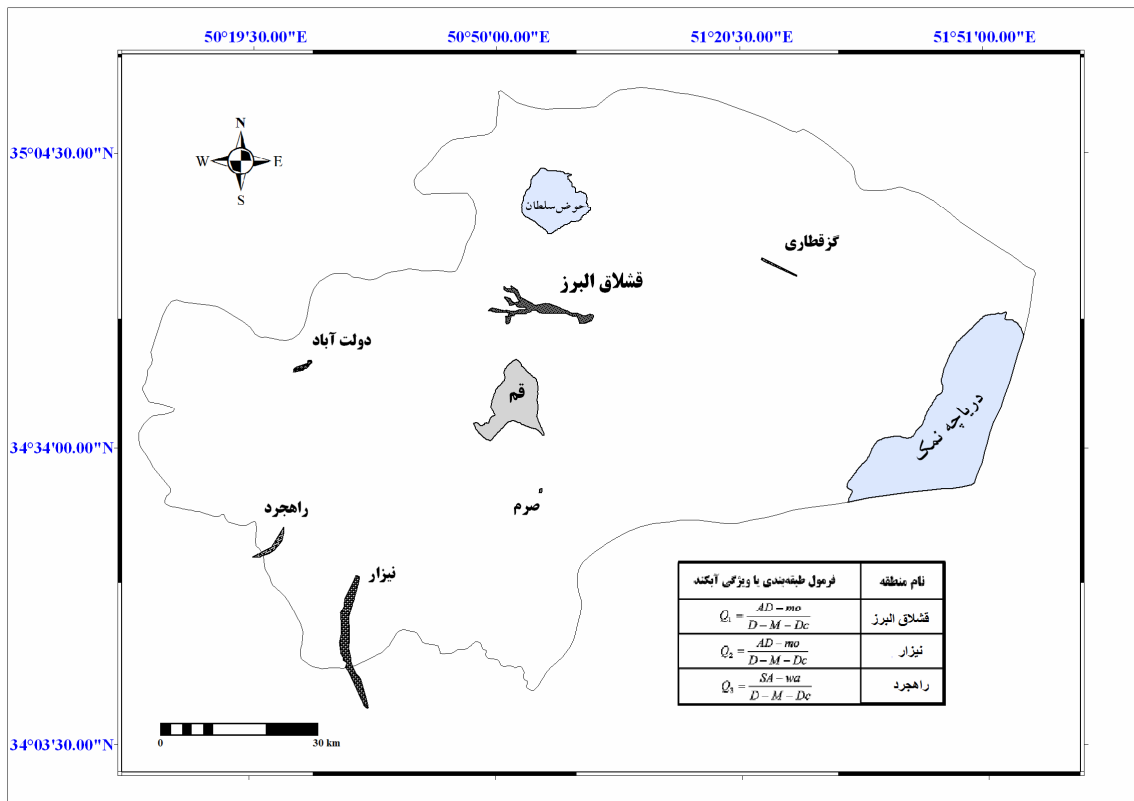 50°19'30.00"E 50°50'00.00"E 51°20'30.00"E 51°51'00.00"E
35°04'30.00"N
34°34'00.00"N
34°03'30.00"N
N
W E
S
حوض سلطان
گزقطاری
قشلاق البرز
دولت آباد
قم
دریاچه نمک
صرم
راهجرد
نیزار
نام منطقه فرمول طبقه‌بندی یا ویژگی آبکند
قشلاق البرز Q₁ = AD – mo / D – M – Dc
نیزار Q₂ = AD – mo / D – M – Dc
راهجرد Q₃ = SA – wa / D – M – Dc
0 30 km